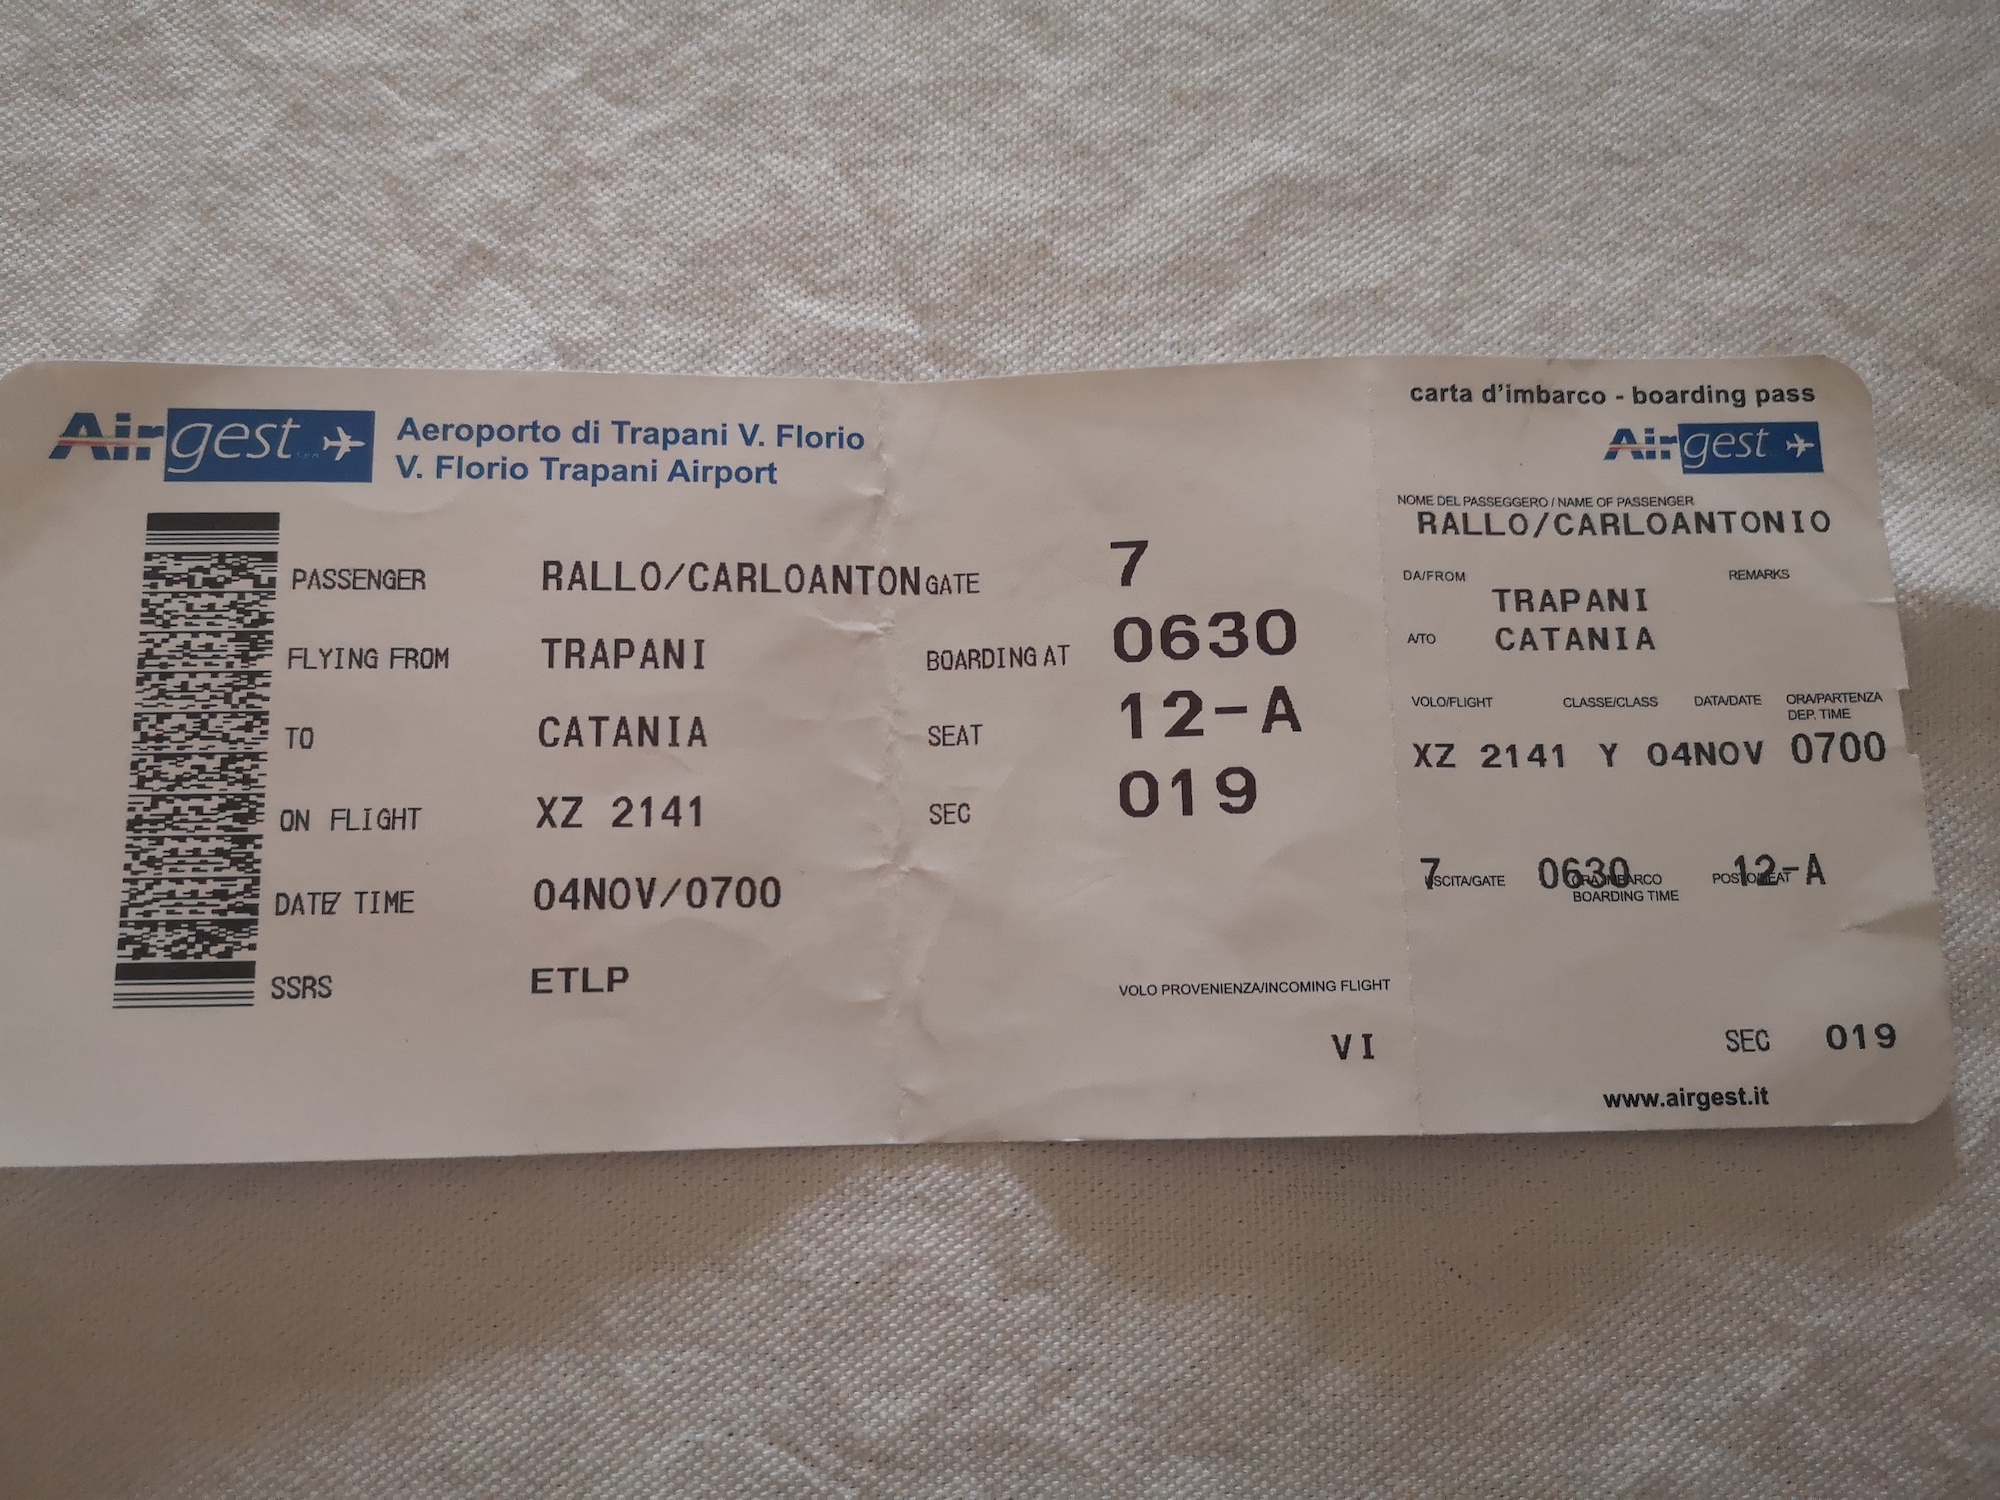 Airgest
Aeroporto di Trapani V. Florio
V. Florio Trapani Airport
PASSENGER RALLO/CARLOANTON
FLYING FROM TRAPANI
TO CATANIA
ON FLIGHT XZ 2141
DATE/ TIME 04NOV/0700
SSRS ETLP
GATE 7
BOARDING AT 0630
SEAT 12-A
SEC 019
VOLO PROVENIENZA/INCOMING FLIGHT
VI
carta d'imbarco - boarding pass
Airgest
NOME DEL PASSEGGERO / NAME OF PASSENGER
RALLO/CARLOANTONIO
DA/FROM REMARKS
TRAPANI
A/TO CATANIA
VOLO/FLIGHT CLASSE/CLASS DATA/DATE ORA/PARTENZA
DEP. TIME
XZ 2141 Y 04NOV 0700
7 0630 12-A
USCITA/GATE ORA IMBARCO POSTO/SEAT
BOARDING TIME
SEC 019
www.airgest.it